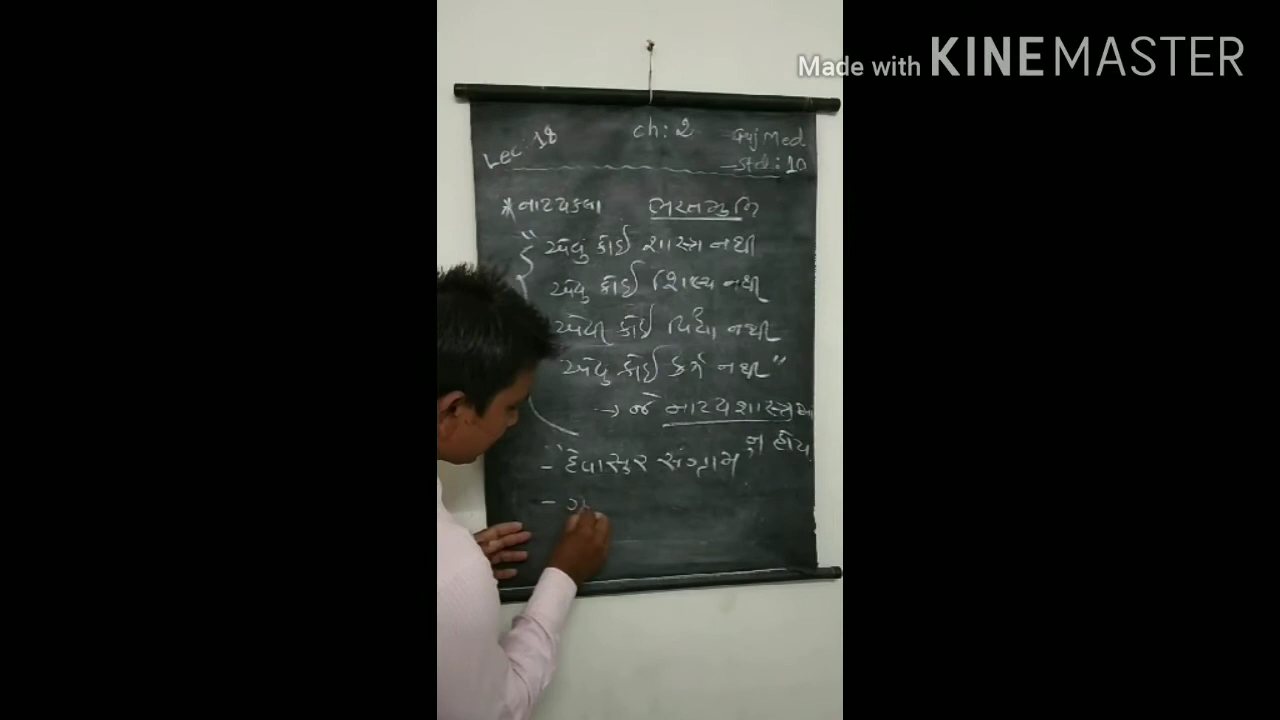 Made with KINEMASTER
Lec: 18 ch: 2 Guj Med
Std: 10
* નાટ્યકલા ભરતમુનિ
"એવું કોઈ શાસ્ત્ર નથી
એવુ કોઈ શિલ્પ નથી
એવી કોઈ વિદ્યા નથી
એવુ કોઈ કર્મ નથી"
→ જે નાટ્યશાસ્ત્રમાં
ન હોય.
- "દેવાસુર સંગ્રામ"
-